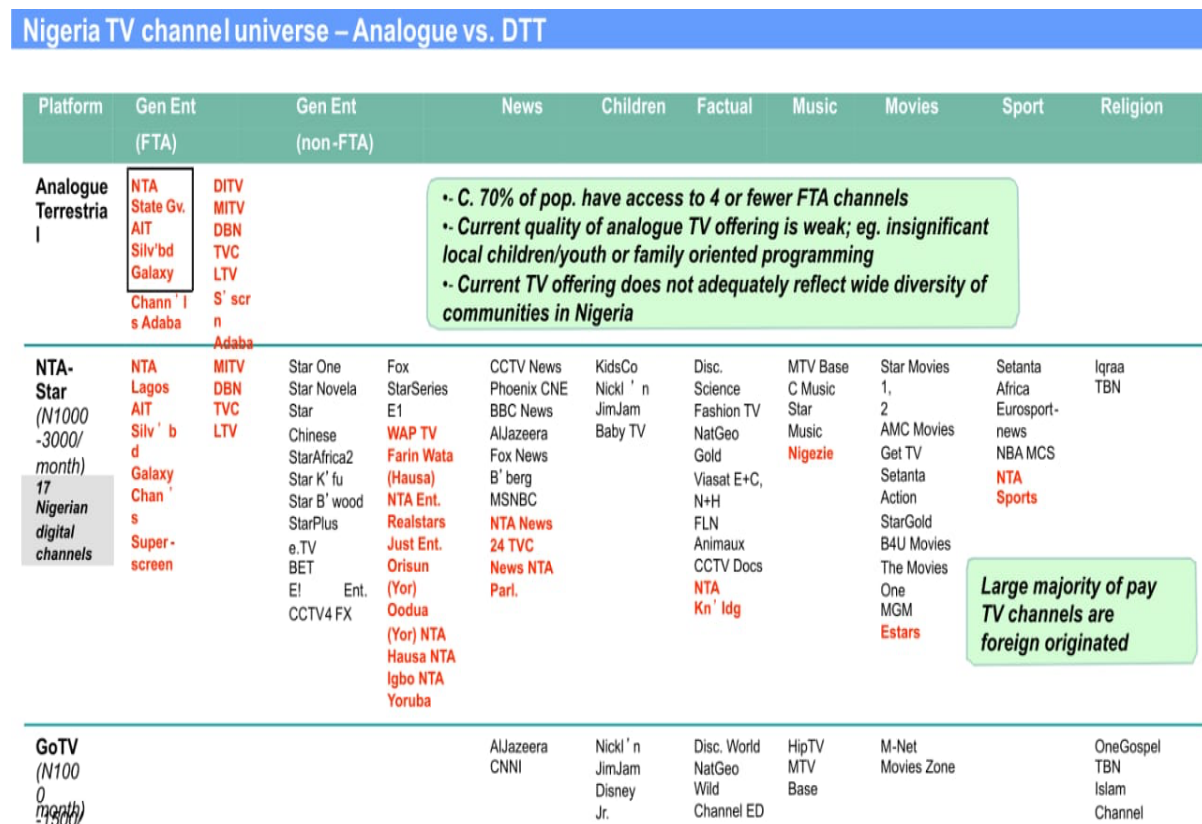 Nigeria TV channel universe – Analogue vs. DTT
Platform
Gen Ent
(FTA)
Gen Ent
(non-FTA)
News
Children
Factual
Music
Movies
Sport
Religion
Analogue
Terrestria
l
NTA
State Gv.
AIT
Silv'bd
Galaxy
Chann ' l
s Adaba
DITV
MITV
DBN
TVC
LTV
S' scr
n
Adaba
•- C. 70% of pop. have access to 4 or fewer FTA channels
•- Current quality of analogue TV offering is weak; eg. insignificant
local children/youth or family oriented programming
•- Current TV offering does not adequately reflect wide diversity of
communities in Nigeria
NTA-
Star
(N1000
-3000/
month)
17
Nigerian
digital
channels
NTA
Lagos
AIT
Silv ' b
d
Galaxy
Chan '
s
Super-
screen
MITV
DBN
TVC
LTV
Star One
Star Novela
Star
Chinese
StarAfrica2
Star K' fu
Star B' wood
StarPlus
e.TV
BET
E! Ent.
CCTV4 FX
Fox
StarSeries
E1
WAP TV
Farin Wata
(Hausa)
NTA Ent.
Realstars
Just Ent.
Orisun
(Yor)
Oodua
(Yor) NTA
Hausa NTA
Igbo NTA
Yoruba
CCTV News
Phoenix CNE
BBC News
AlJazeera
Fox News
B' berg
MSNBC
NTA News
24 TVC
News NTA
Parl.
KidsCo
Nickl ' n
JimJam
Baby TV
Disc.
Science
Fashion TV
NatGeo
Gold
Viasat E+C,
N+H
FLN
Animaux
CCTV Docs
NTA
Kn' ldg
MTV Base
C Music
Star
Music
Nigezie
Star Movies
1,
2
AMC Movies
Get TV
Setanta
Action
StarGold
B4U Movies
The Movies
One
MGM
Estars
Setanta
Africa
Eurosport-
news
NBA MCS
NTA
Sports
Iqraa
TBN
Large majority of pay
TV channels are
foreign originated
GoTV
(N100
0
-1500/
month)
AlJazeera
CNNI
Nickl ' n
JimJam
Disney
Jr.
Disc. World
NatGeo
Wild
Channel ED
HipTV
MTV
Base
M-Net
Movies Zone
OneGospel
TBN
Islam
Channel